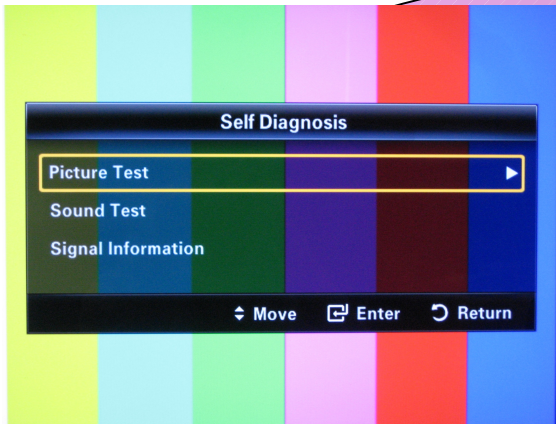 Self Diagnosis
Picture Test
Sound Test
Signal Information
Move Enter Return